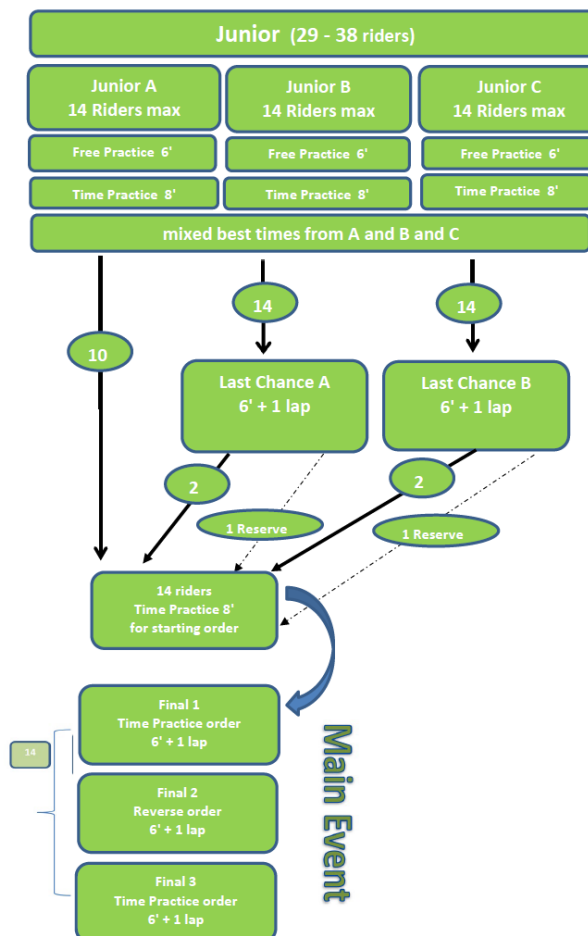 Junior (29 - 38 riders)
Junior A
14 Riders max
Junior B
14 Riders max
Junior C
14 Riders max
Free Practice 6'
Free Practice 6'
Free Practice 6'
Time Practice 8'
Time Practice 8'
Time Practice 8'
mixed best times from A and B and C
10
14
14
Last Chance A
6' + 1 lap
Last Chance B
6' + 1 lap
2
2
1 Reserve
1 Reserve
14 riders
Time Practice 8'
for starting order
Final 1
Time Practice order
6' + 1 lap
14
Final 2
Reverse order
6' + 1 lap
Final 3
Time Practice order
6' + 1 lap
Main Event